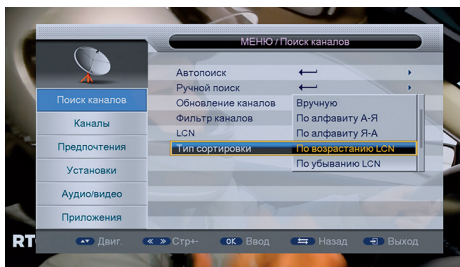 МЕНЮ / Поиск каналов
Автопоиск
Ручной поиск
Обновление каналов
Фильтр каналов
LCN
Тип сортировки
Вручную
По алфавиту А-Я
По алфавиту Я-А
По возрастанию LCN
По убыванию LCN
Поиск каналов
Каналы
Предпочтения
Установки
Аудио/видео
Приложения
RT
Двиг. Стр+- OK Ввод Назад Выход